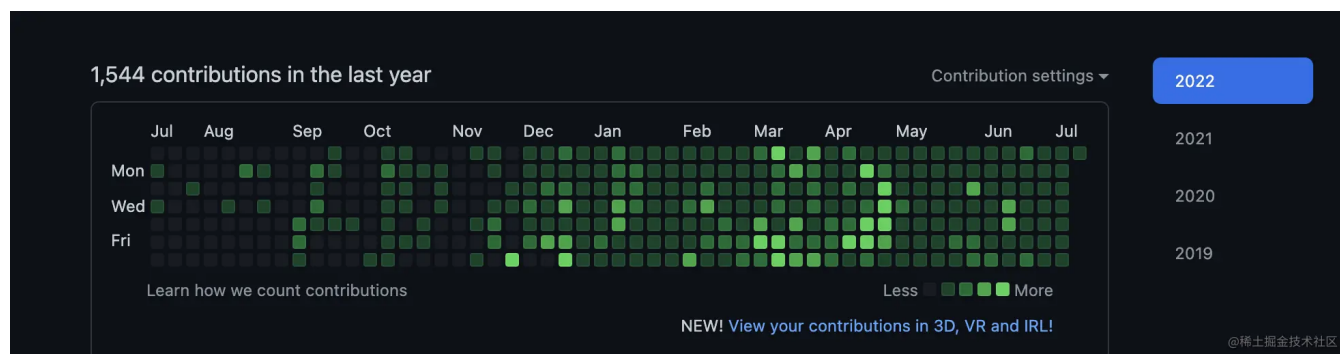 1,544 contributions in the last year
Contribution settings
2022
Jul Aug Sep Oct Nov Dec Jan Feb Mar Apr May Jun Jul
Mon
2021
Wed
2020
Fri
2019
Learn how we count contributions
Less More
NEW! View your contributions in 3D, VR and IRL!
@稀土掘金技术社区